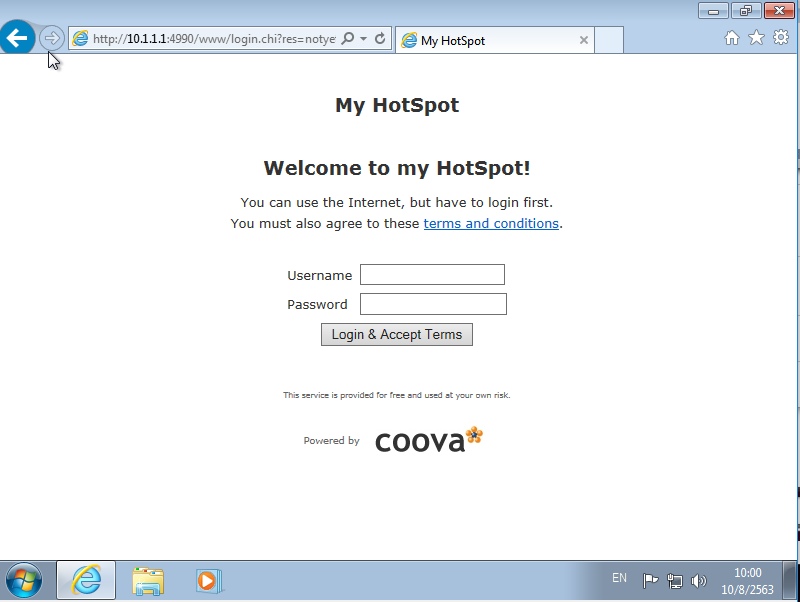 http://10.1.1.1:4990/www/login.chi?res=notye
My HotSpot
My HotSpot
Welcome to my HotSpot!
You can use the Internet, but have to login first.
You must also agree to these terms and conditions.
Username
Password
Login & Accept Terms
This service is provided for free and used at your own risk.
Powered by coova
EN
10:00
10/8/2563